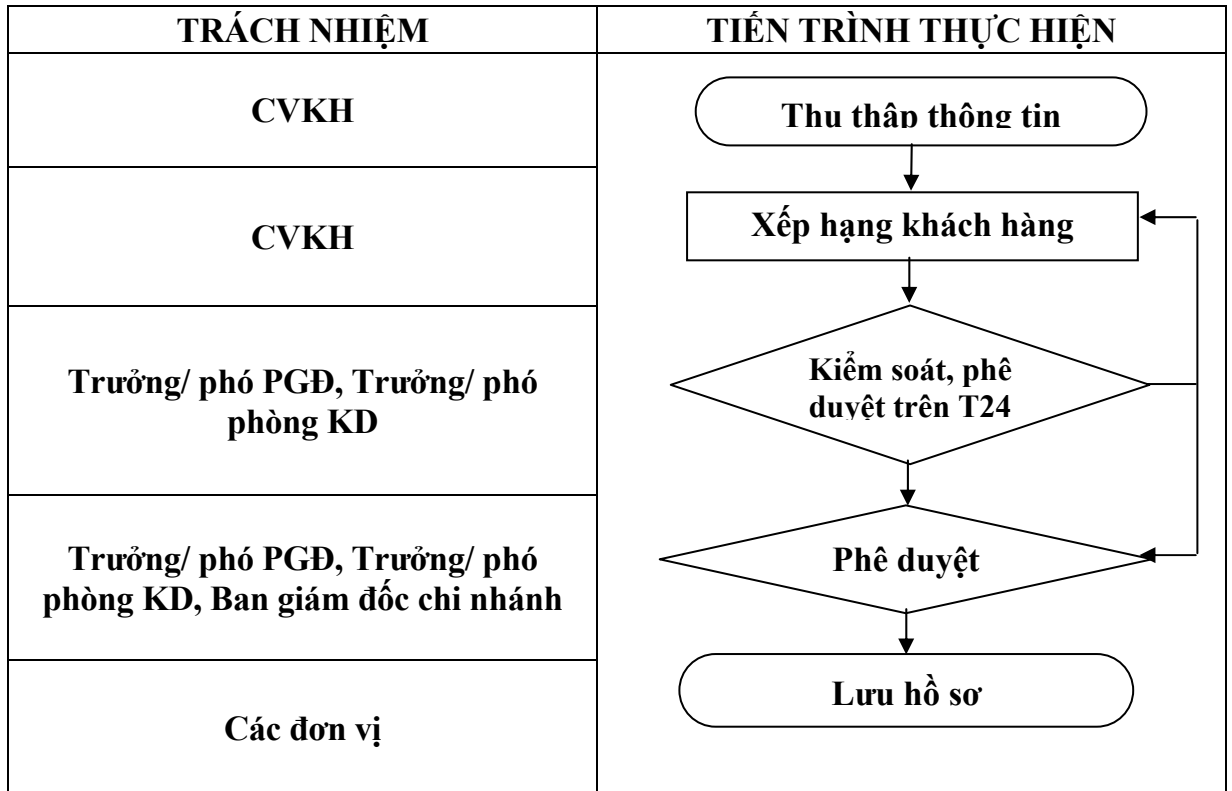 TRÁCH NHIỆM
TIẾN TRÌNH THỰC HIỆN
CVKH
Thu thập thông tin
CVKH
Xếp hạng khách hàng
Trưởng/ phó PGĐ, Trưởng/ phó
phòng KD
Kiểm soát, phê
duyệt trên T24
Trưởng/ phó PGĐ, Trưởng/ phó
phòng KD, Ban giám đốc chi nhánh
Phê duyệt
Các đơn vị
Lưu hồ sơ